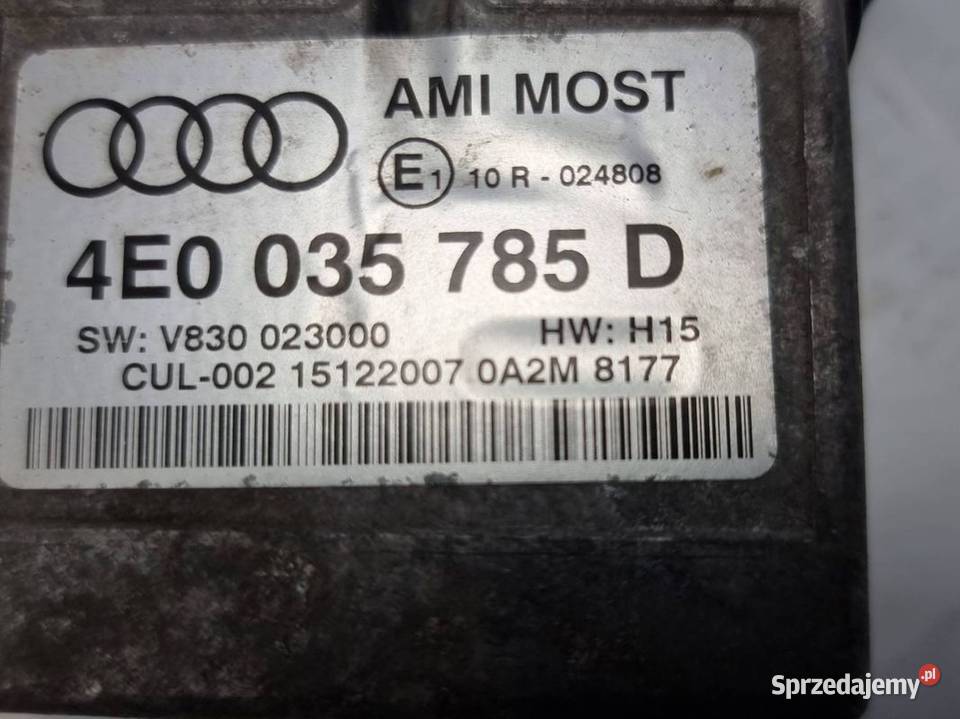 AMI MOST
E1 10 R - 024808
4E0 035 785 D
SW: V830 023000 HW: H15
CUL-002 15122007 0A2M 8177
Sprzedajemy.pl